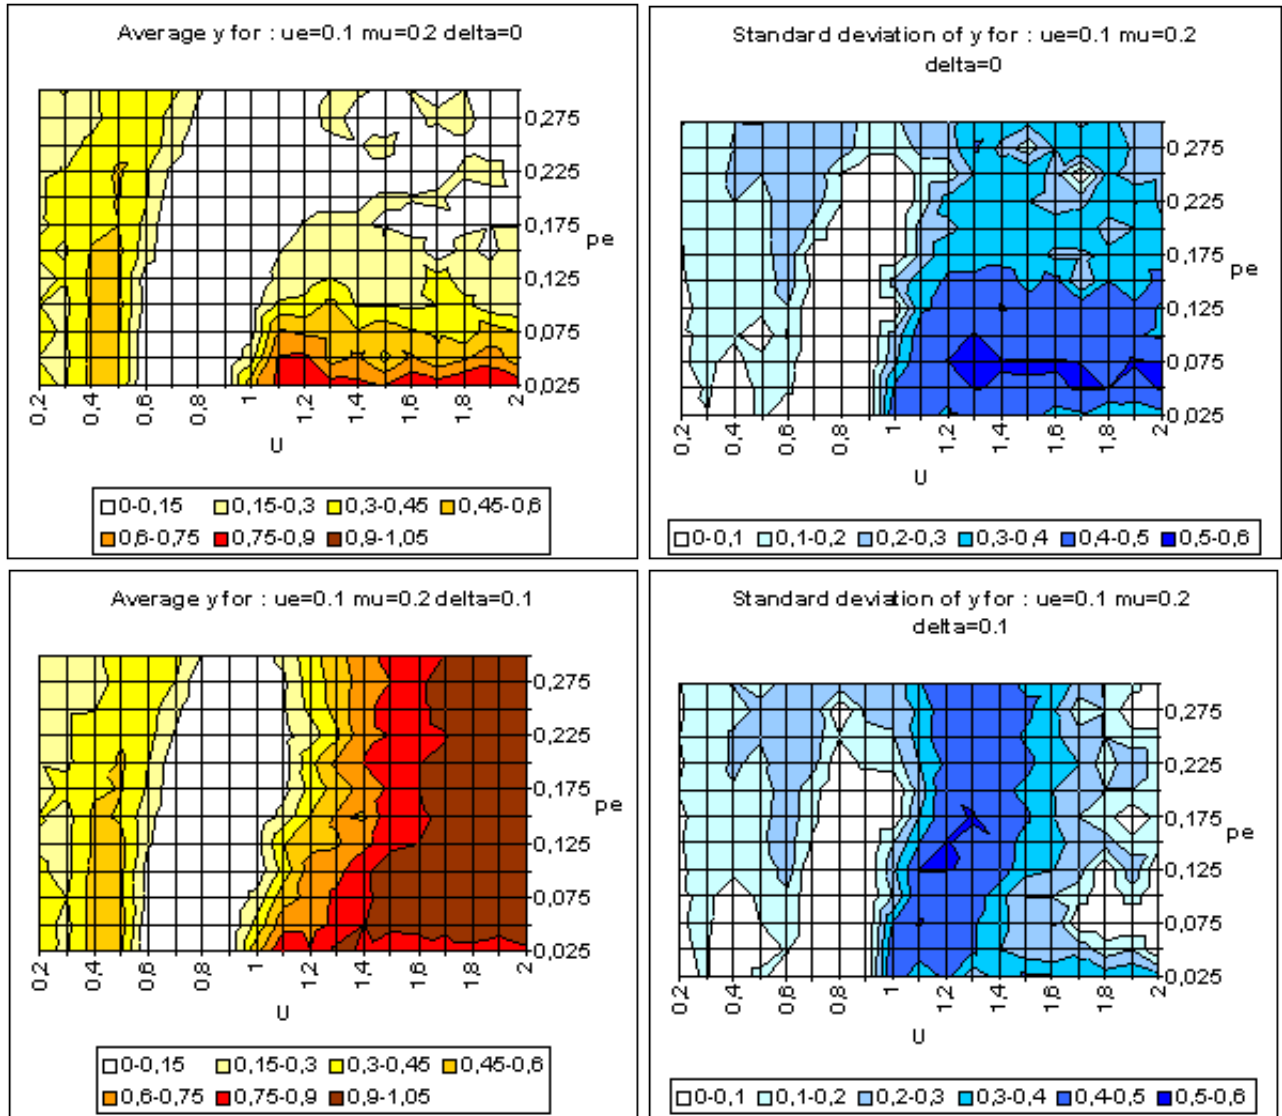 Average y for : ue=0.1 mu=0.2 delta=0
0,275
0,225
0,175
pe
0,125
0,075
0,025
0,2 0,4 0,6 0,8 1 1,2 1,4 1,6 1,8 2
U
0-0,15 0,15-0,3 0,3-0,45 0,45-0,6
0,6-0,75 0,75-0,9 0,9-1,05
Standard deviation of y for : ue=0.1 mu=0.2
delta=0
0,275
0,225
0,175
pe
0,125
0,075
0,025
0,2 0,4 0,6 0,8 1 1,2 1,4 1,6 1,8 2
U
0-0,1 0,1-0,2 0,2-0,3 0,3-0,4 0,4-0,5 0,5-0,6
Average y for : ue=0.1 mu=0.2 delta=0.1
0,275
0,225
0,175
pe
0,125
0,075
0,025
0,2 0,4 0,6 0,8 1 1,2 1,4 1,6 1,8 2
U
0-0,15 0,15-0,3 0,3-0,45 0,45-0,6
0,6-0,75 0,75-0,9 0,9-1,05
Standard deviation of y for : ue=0.1 mu=0.2
delta=0.1
0,275
0,225
0,175
pe
0,125
0,075
0,025
0,2 0,4 0,6 0,8 1 1,2 1,4 1,6 1,8 2
U
0-0,1 0,1-0,2 0,2-0,3 0,3-0,4 0,4-0,5 0,5-0,6